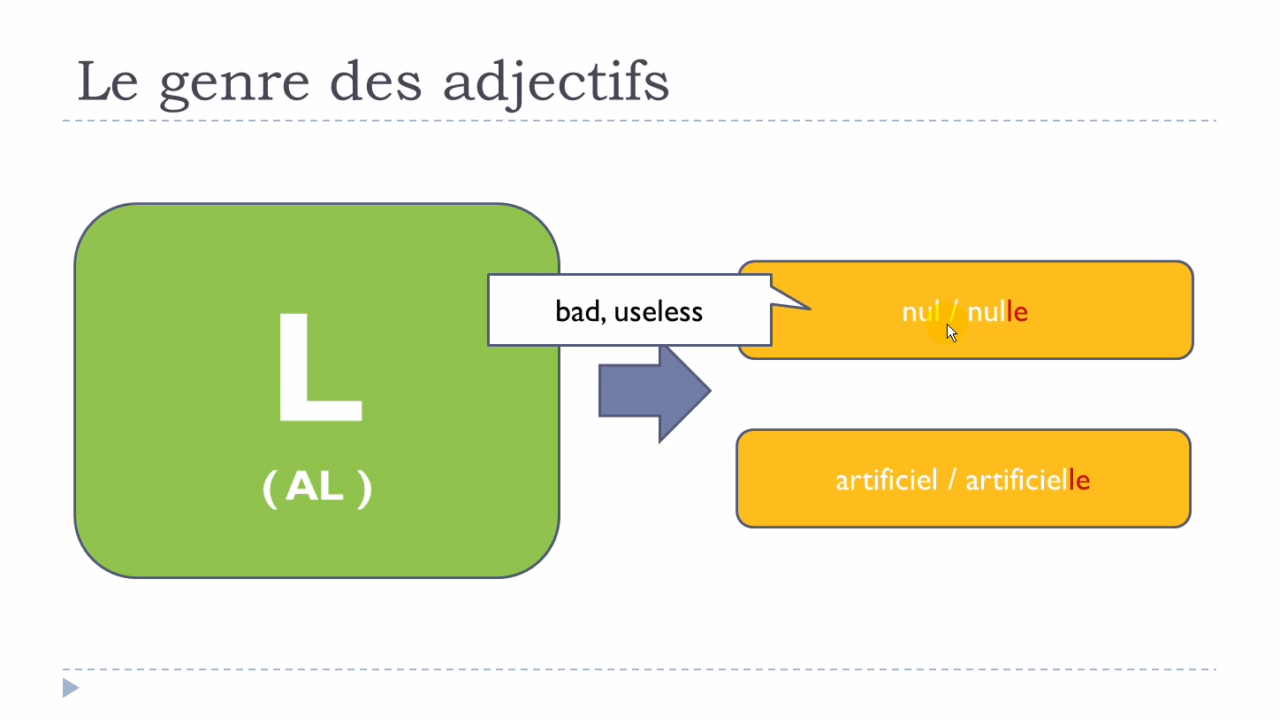 Le genre des adjectifs
L
( AL )
bad, useless
nul / nulle
artificiel / artificielle